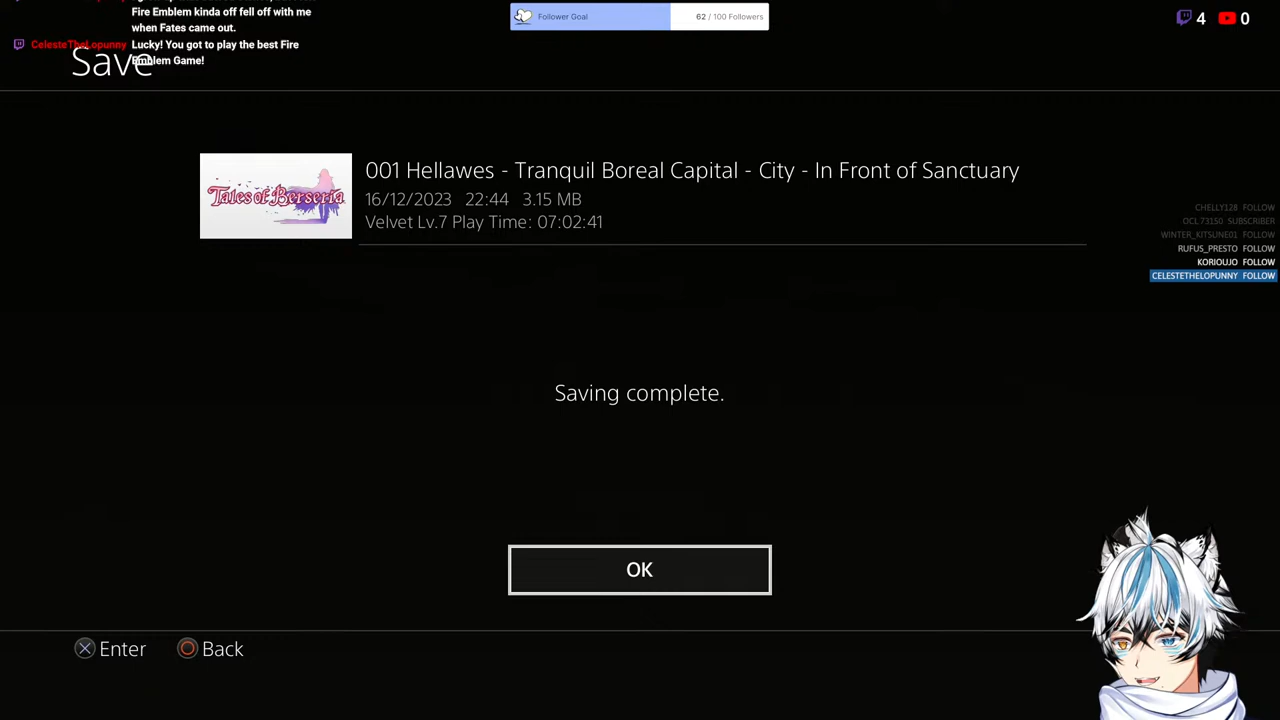 Fire Emblem kinda off fell off with me
when Fates came out.
CelesteTheLopunny Lucky! You got to play the best Fire
Emblem Game!
Save
Follower Goal 62 / 100 Followers
4 0
Tales of Berseria
001 Hellawes - Tranquil Boreal Capital - City - In Front of Sanctuary
16/12/2023 22:44 3.15 MB
Velvet Lv.7 Play Time: 07:02:41
CHELLY128 FOLLOW
OCL73150 SUBSCRIBER
WINTER_KITSUNE01 FOLLOW
RUFUS_PRESTO FOLLOW
KORIOUJO FOLLOW
CELESTETHELOPUNNY FOLLOW
Saving complete.
OK
Enter Back